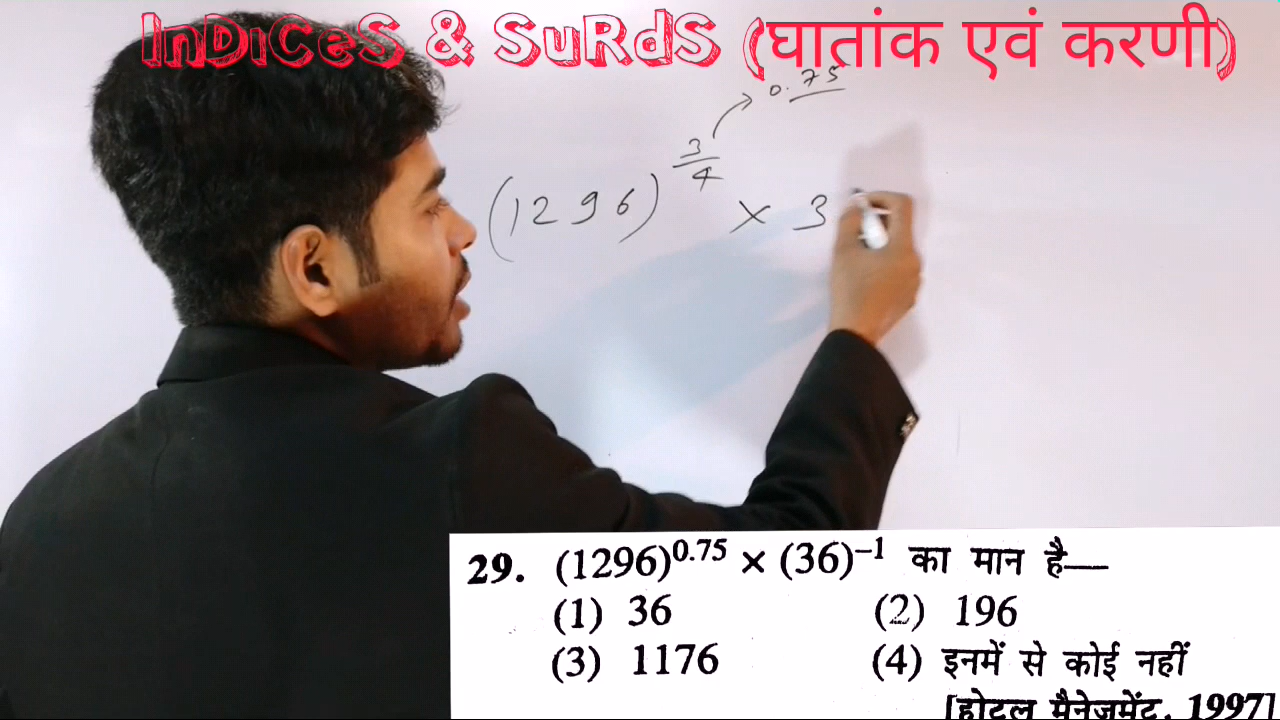 InDiCeS & SuRdS (घातांक एवं करणी)
0.75
(1296)^{3/4} × 3
29. (1296)^{0.75} × (36)^{–1} का मान है—
(1) 36 (2) 196
(3) 1176 (4) इनमें से कोई नहीं
[होटल मैनेजमेंट, 1997]